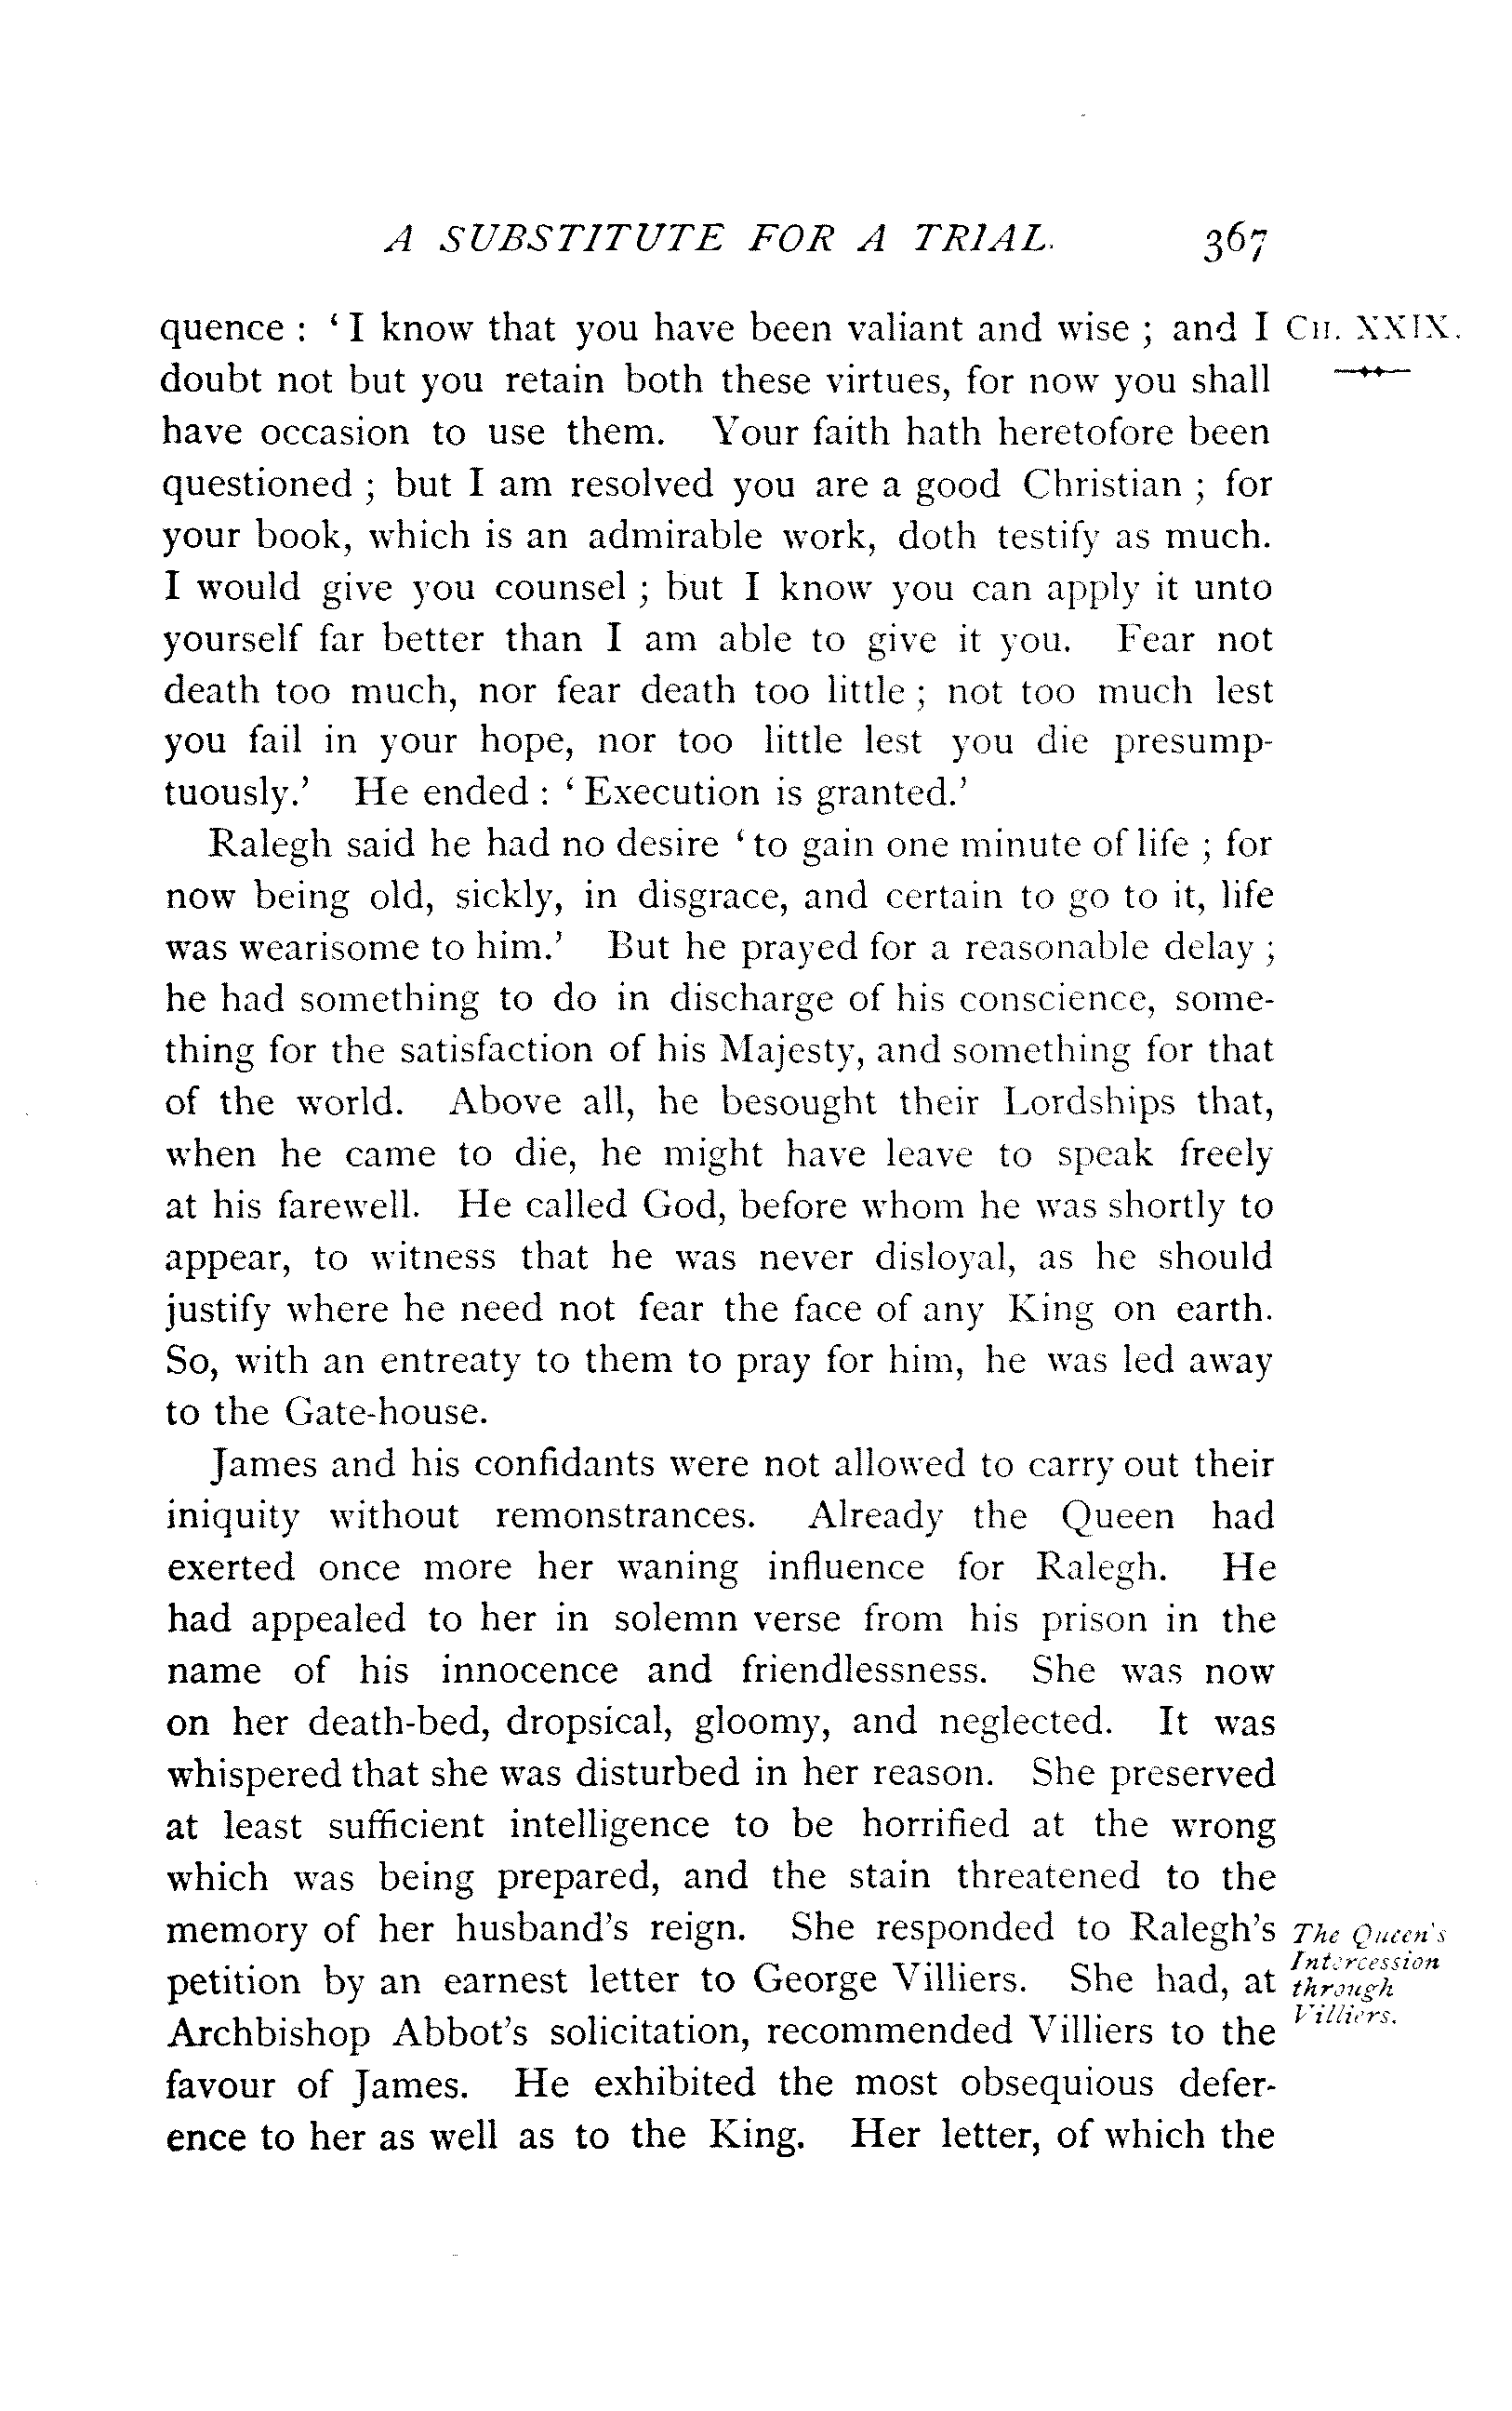 A SUBSTITUTE FOR A TRIAL. 367
quence : ‘ I know that you have been valiant and wise ; and I CH. XXIX.
doubt not but you retain both these virtues, for now you shall
have occasion to use them. Your faith hath heretofore been
questioned ; but I am resolved you are a good Christian ; for
your book, which is an admirable work, doth testify as much.
I would give you counsel ; but I know you can apply it unto
yourself far better than I am able to give it you. Fear not
death too much, nor fear death too little ; not too much lest
you fail in your hope, nor too little lest you die presump-
tuously.’ He ended : ‘ Execution is granted.’
Ralegh said he had no desire ‘ to gain one minute of life ; for
now being old, sickly, in disgrace, and certain to go to it, life
was wearisome to him.’ But he prayed for a reasonable delay ;
he had something to do in discharge of his conscience, some-
thing for the satisfaction of his Majesty, and something for that
of the world. Above all, he besought their Lordships that,
when he came to die, he might have leave to speak freely
at his farewell. He called God, before whom he was shortly to
appear, to witness that he was never disloyal, as he should
justify where he need not fear the face of any King on earth.
So, with an entreaty to them to pray for him, he was led away
to the Gate-house.
James and his confidants were not allowed to carry out their
iniquity without remonstrances. Already the Queen had
exerted once more her waning influence for Ralegh. He
had appealed to her in solemn verse from his prison in the
name of his innocence and friendlessness. She was now
on her death-bed, dropsical, gloomy, and neglected. It was
whispered that she was disturbed in her reason. She preserved
at least sufficient intelligence to be horrified at the wrong
which was being prepared, and the stain threatened to the
memory of her husband's reign. She responded to Ralegh's
petition by an earnest letter to George Villiers. She had, at
Archbishop Abbot's solicitation, recommended Villiers to the
favour of James. He exhibited the most obsequious defer-
ence to her as well as to the King. Her letter, of which the
The Queen's
Intercession
through
Villiers.